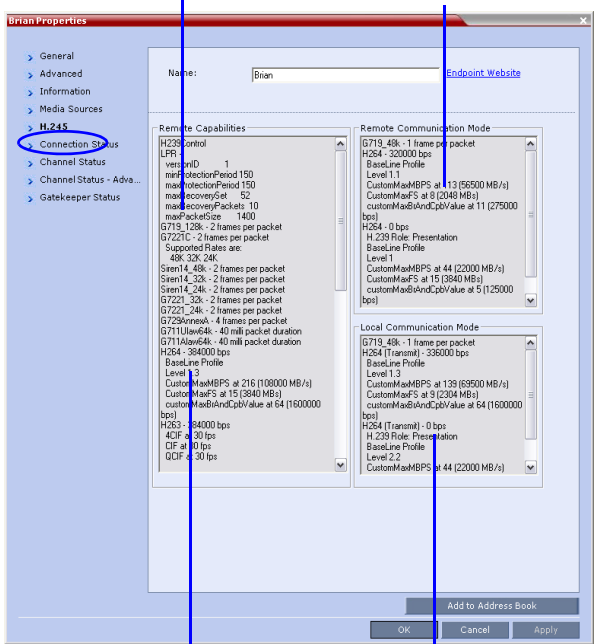 Brian Properties
General
Advanced
Information
Media Sources
H.245
Connection Status
Channel Status
Channel Status - Adva...
Gatekeeper Status
Name:
Brian
Endpoint Website
Remote Capabilities
H239Control
LPR -
versionID 1
minProtectionPeriod 150
maxProtectionPeriod 150
maxRecoverySet 52
maxRecoveryPackets 10
maxPacketSize 1400
G719_128k - 2 frames per packet
G7221C - 2 frames per packet
Supported Rates are:
48K 32K 24K
Siren14_48k - 2 frames per packet
Siren14_32k - 2 frames per packet
Siren14_24k - 2 frames per packet
G7221_32k - 2 frames per packet
G7221_24k - 2 frames per packet
G729AnnexA - 4 frames per packet
G711Ulaw64k - 40 milli packet duration
G711Alaw64k - 40 milli packet duration
H264 - 384000 bps
BaseLine Profile
Level 1.3
CustomMaxMBPS at 216 (108000 MB/s)
CustomMaxFS at 15 (3840 MBs)
customMaxBrAndCpbValue at 64 (1600000
bps)
H263 - 384000 bps
4CIF at 30 fps
CIF at 30 fps
QCIF at 30 fps
Remote Communication Mode
G719_48k - 1 frame per packet
H264 - 320000 bps
BaseLine Profile
Level 1.1
CustomMaxMBPS at 113 (56500 MB/s)
CustomMaxFS at 8 (2048 MBs)
customMaxBrAndCpbValue at 11 (275000
bps)
H264 - 0 bps
H.239 Role: Presentation
BaseLine Profile
Level 1
CustomMaxMBPS at 44 (22000 MB/s)
CustomMaxFS at 15 (3840 MBs)
customMaxBrAndCpbValue at 5 (125000
bps)
Local Communication Mode
G719_48k - 1 frame per packet
H264 (Transmit) - 336000 bps
BaseLine Profile
Level 1.3
CustomMaxMBPS at 139 (69500 MB/s)
CustomMaxFS at 9 (2304 MBs)
customMaxBrAndCpbValue at 64 (1600000
bps)
H264 (Transmit) - 0 bps
H.239 Role: Presentation
BaseLine Profile
Level 2.2
CustomMaxMBPS at 44 (22000 MB/s)
Add to Address Book
OK
Cancel
Apply